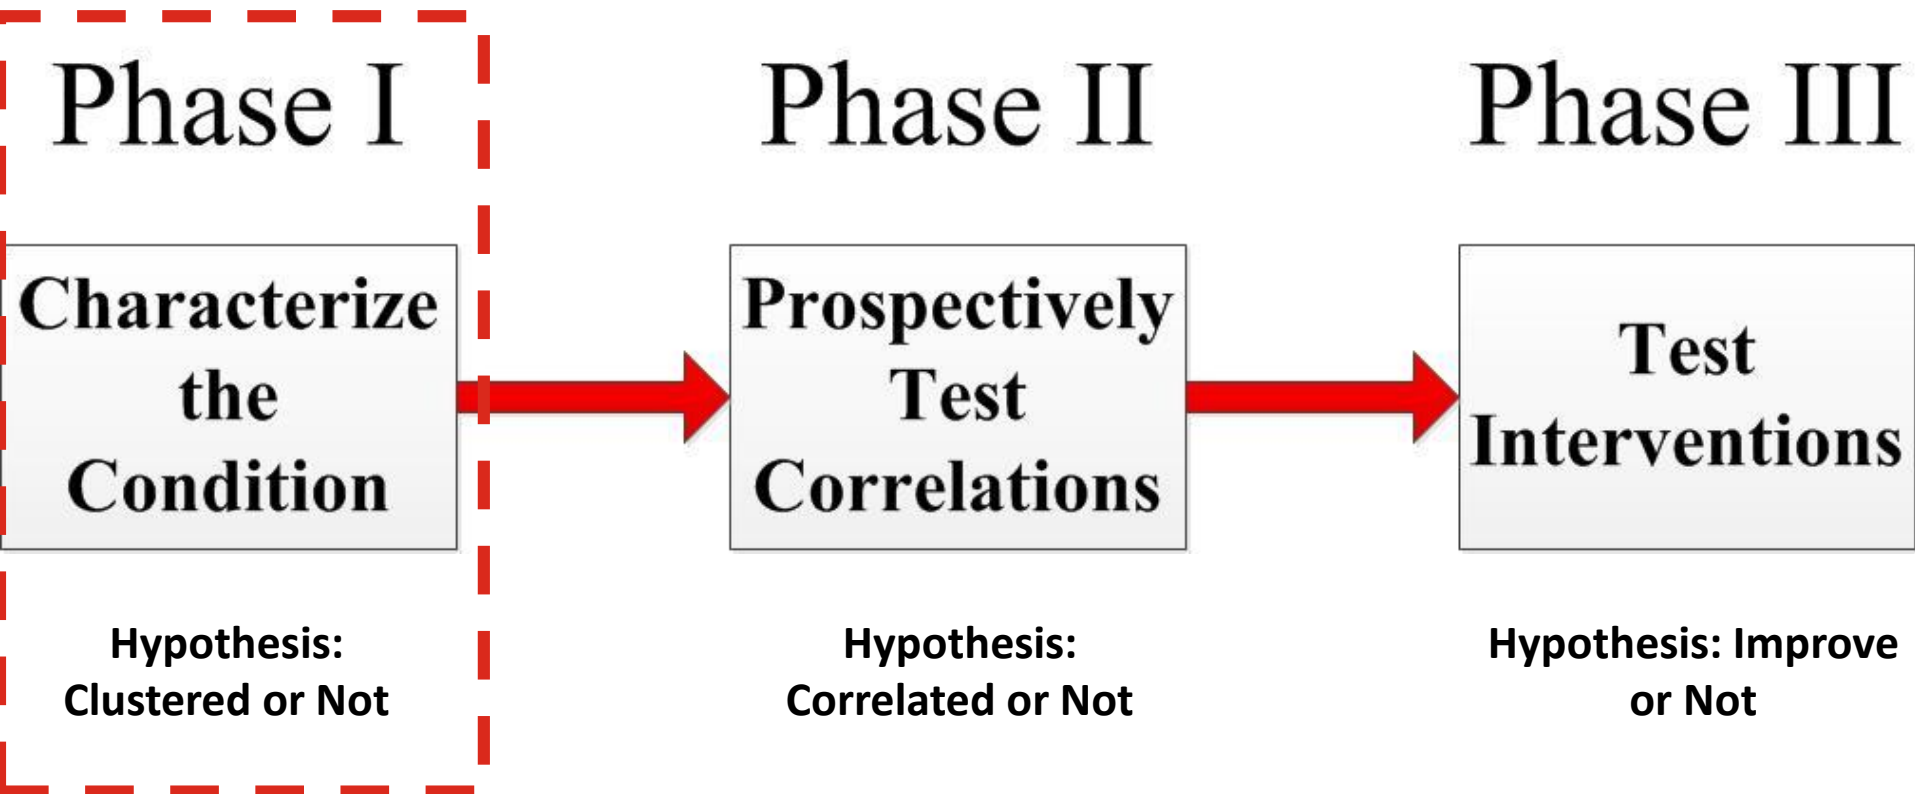 Phase I
Phase II
Phase III
Characterize
the
Condition
Prospectively
Test
Correlations
Test
Interventions
Hypothesis:
Clustered or Not
Hypothesis:
Correlated or Not
Hypothesis: Improve
or Not